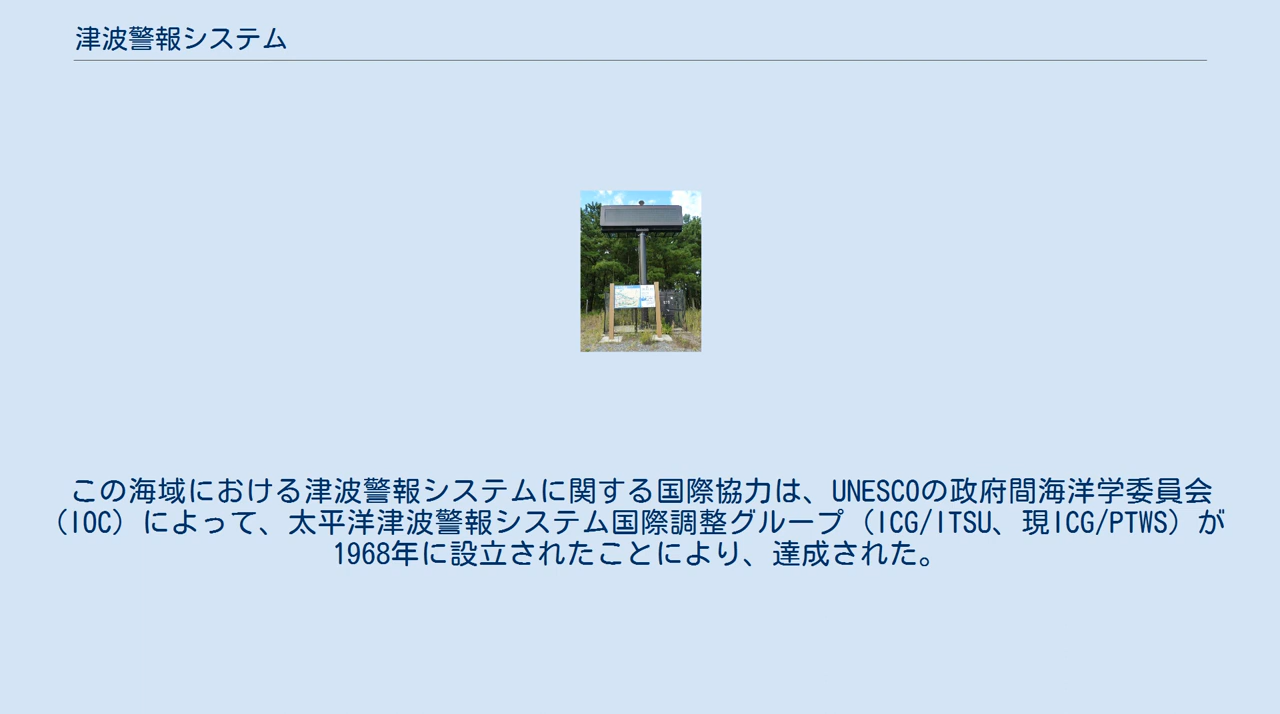 津波警報システム
この海域における津波警報システムに関する国際協力は、UNESCOの政府間海洋学委員会
（IOC）によって、太平洋津波警報システム国際調整グループ（ICG/ITSU、現ICG/PTWS）が
1968年に設立されたことにより、達成された。